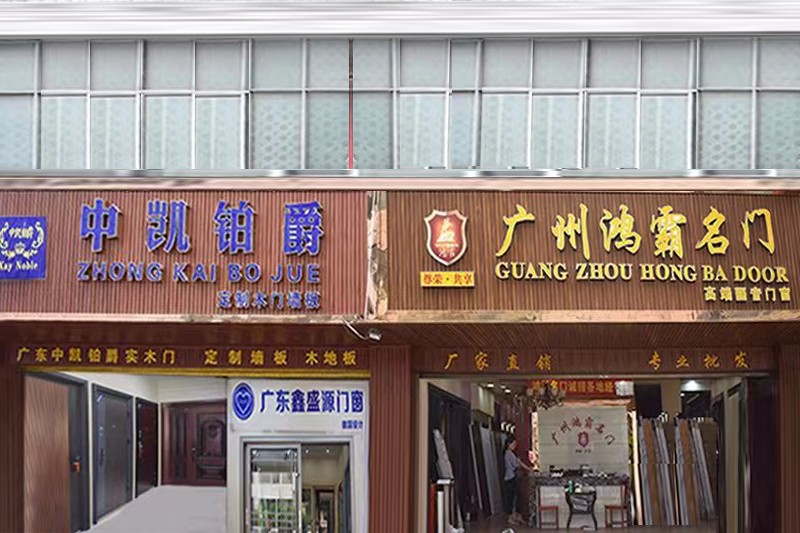 中凯铂爵
ZHONG KAI BO JUE
定制木门墙板
Kay Noble
广东中凯铂爵实木门 定制墙板 木地板
广东鑫盛源门窗
广州鸿霸名门
GUANG ZHOU HONG BA DOOR
尊荣·共享
高端隔音门窗
厂家直销 专业批发
广州鸿霸名门